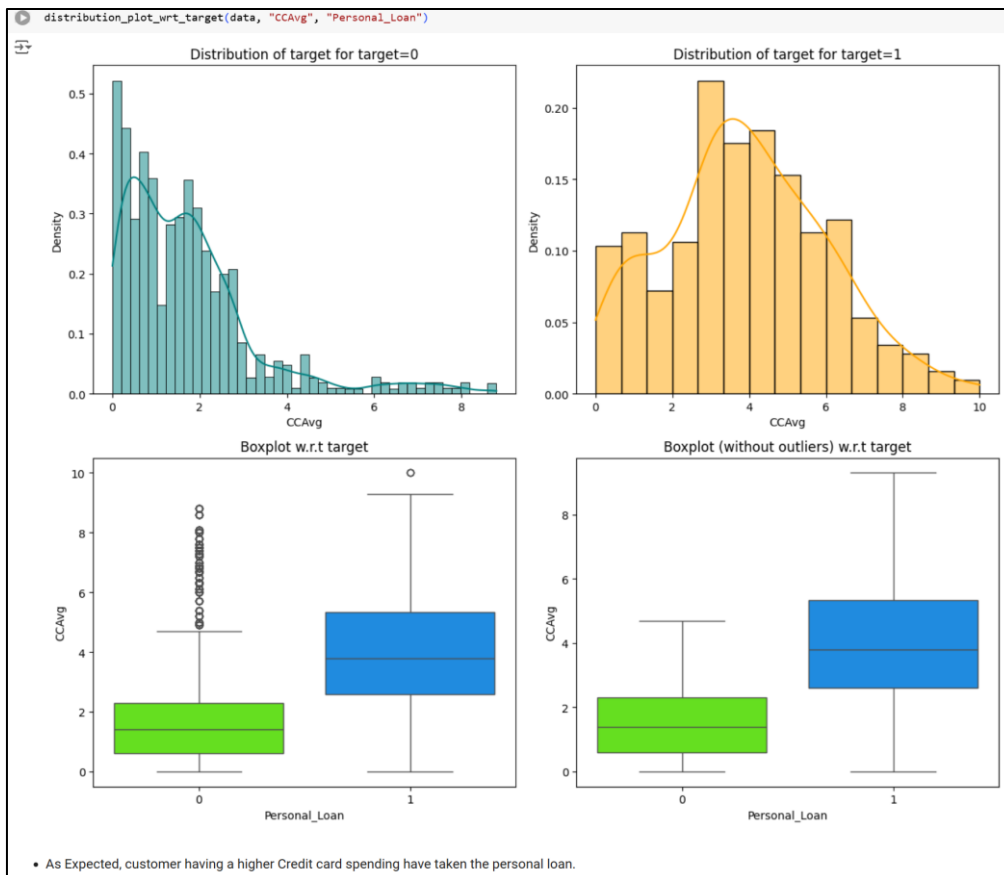 distribution_plot_wrt_target(data, "CCAvg", "Personal_Loan")
Distribution of target for target=0
0.5
0.4
0.3
0.2
0.1
0.0
Density
0
2
4
6
8
CCAvg
Distribution of target for target=1
0.20
0.15
0.10
0.05
0.00
Density
0
2
4
6
8
10
CCAvg
Boxplot w.r.t target
10
8
6
4
2
0
CCAvg
0
1
Personal_Loan
Boxplot (without outliers) w.r.t target
8
6
4
2
0
CCAvg
0
1
Personal_Loan
• As Expected, customer having a higher Credit card spending have taken the personal loan.